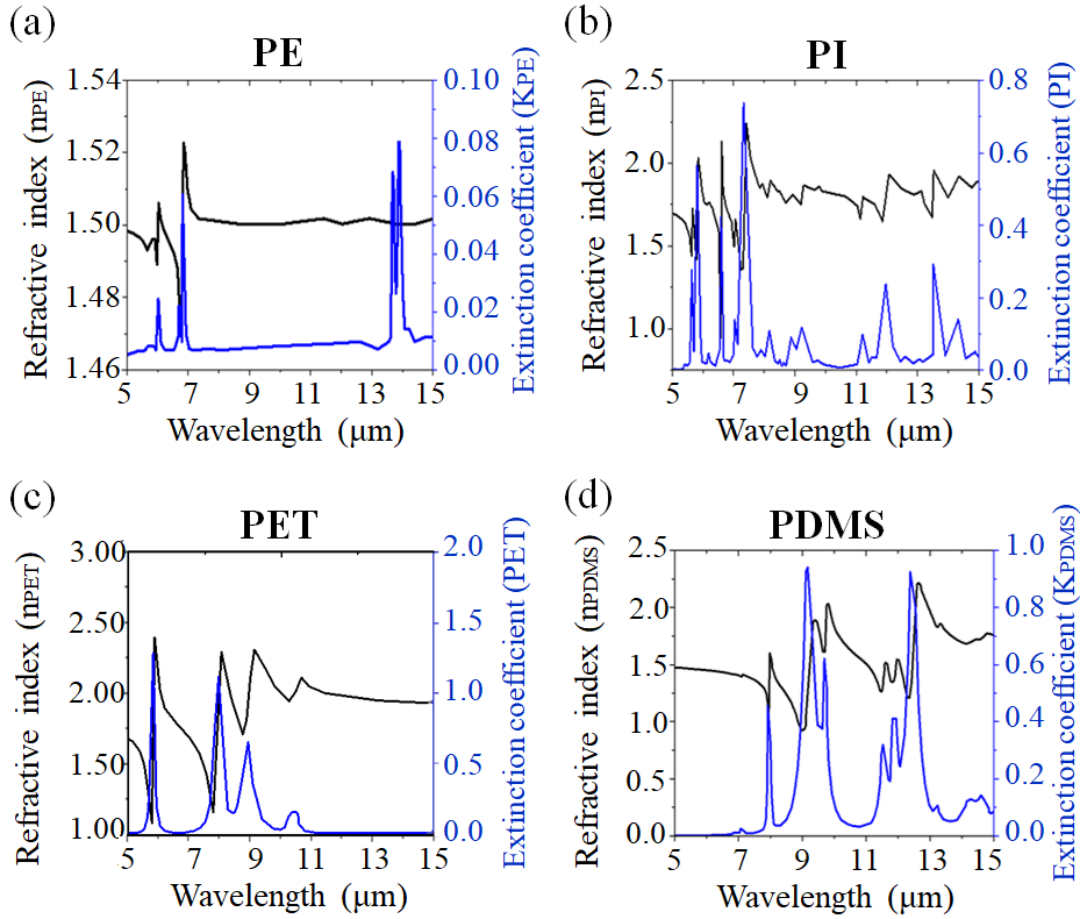 (a)
PE
Refractive index (nPE)
1.54
1.52
1.50
1.48
1.46
0.10
0.08
0.06
0.04
0.02
0.00
Extinction coefficient (KPE)
5 7 9 11 13 15
Wavelength (μm)
(b)
PI
Refractive index (nPI)
2.5
2.0
1.5
1.0
0.8
0.6
0.4
0.2
0.0
Extinction coefficient (PI)
5 7 9 11 13 15
Wavelength (μm)
(c)
PET
Refractive index (nPET)
3.00
2.50
2.00
1.50
1.00
2.0
1.5
1.0
0.5
0.0
Extinction coefficient (PET)
5 7 9 11 13 15
Wavelength (μm)
(d)
PDMS
Refractive index (nPDMS)
2.5
2.0
1.5
1.0
0.5
0.0
1.0
0.8
0.6
0.4
0.2
0.0
Extinction coefficient (KPDMS)
5 7 9 11 13 15
Wavelength (μm)